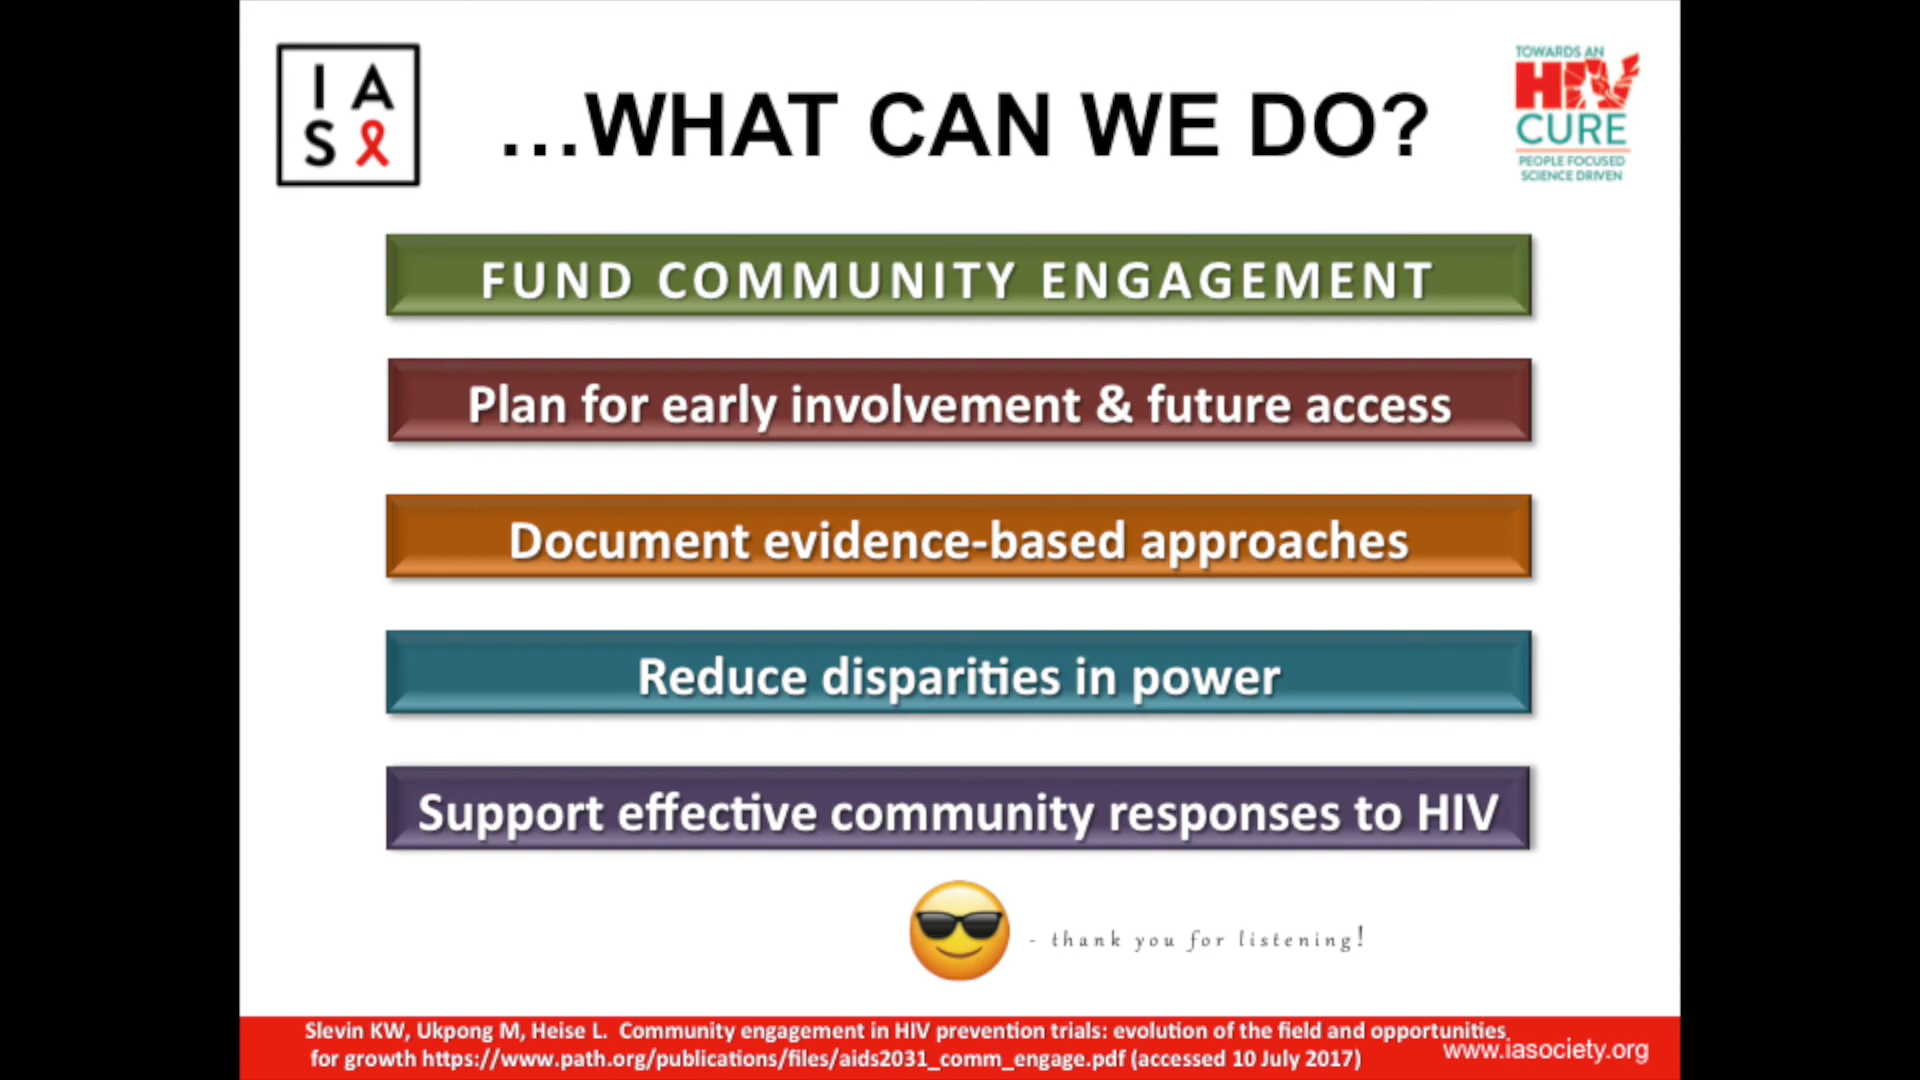 I A
S
...WHAT CAN WE DO?
TOWARDS AN
HIV
CURE
PEOPLE FOCUSED
SCIENCE DRIVEN
FUND COMMUNITY ENGAGEMENT
Plan for early involvement & future access
Document evidence-based approaches
Reduce disparities in power
Support effective community responses to HIV
- thank you for listening!
Slevin KW, Ukpong M, Heise L. Community engagement in HIV prevention trials: evolution of the field and opportunities
for growth https://www.path.org/publications/files/aids2031_comm_engage.pdf (accessed 10 July 2017)
www.iasociety.org